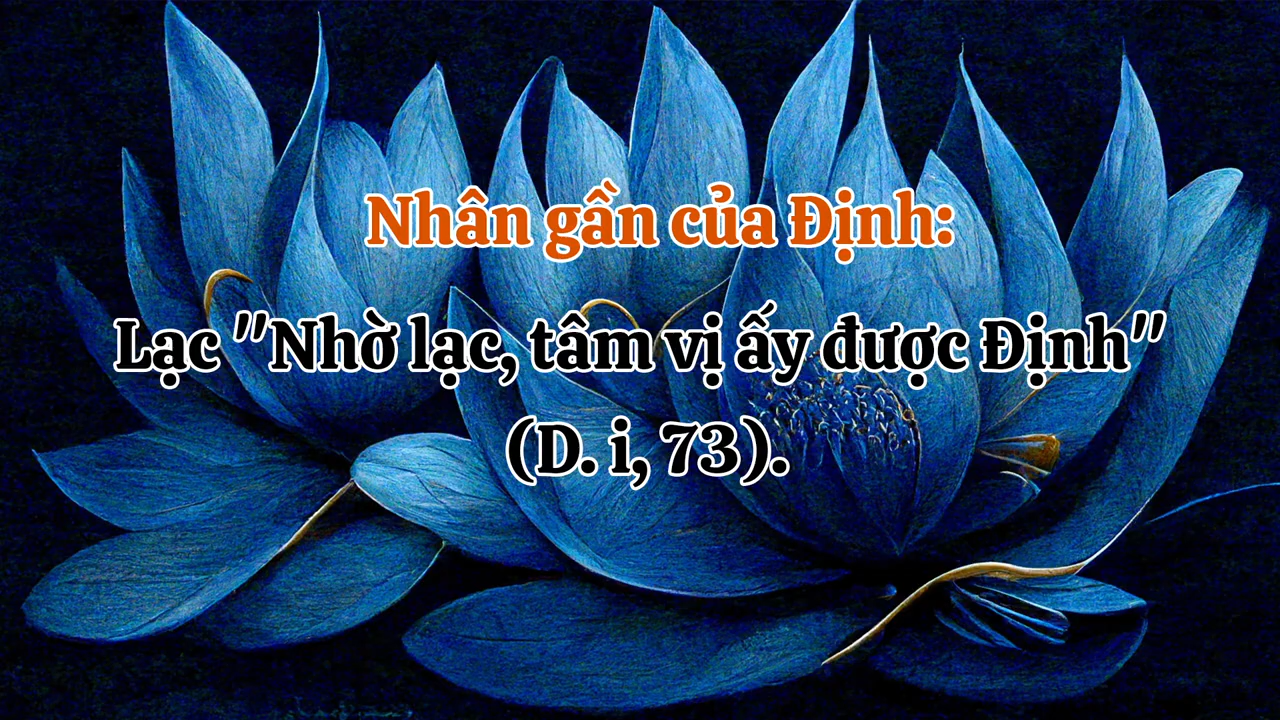 Nhân gần của Định:
Lạc "Nhờ lạc, tâm vị ấy được Định"
(D. i, 73).